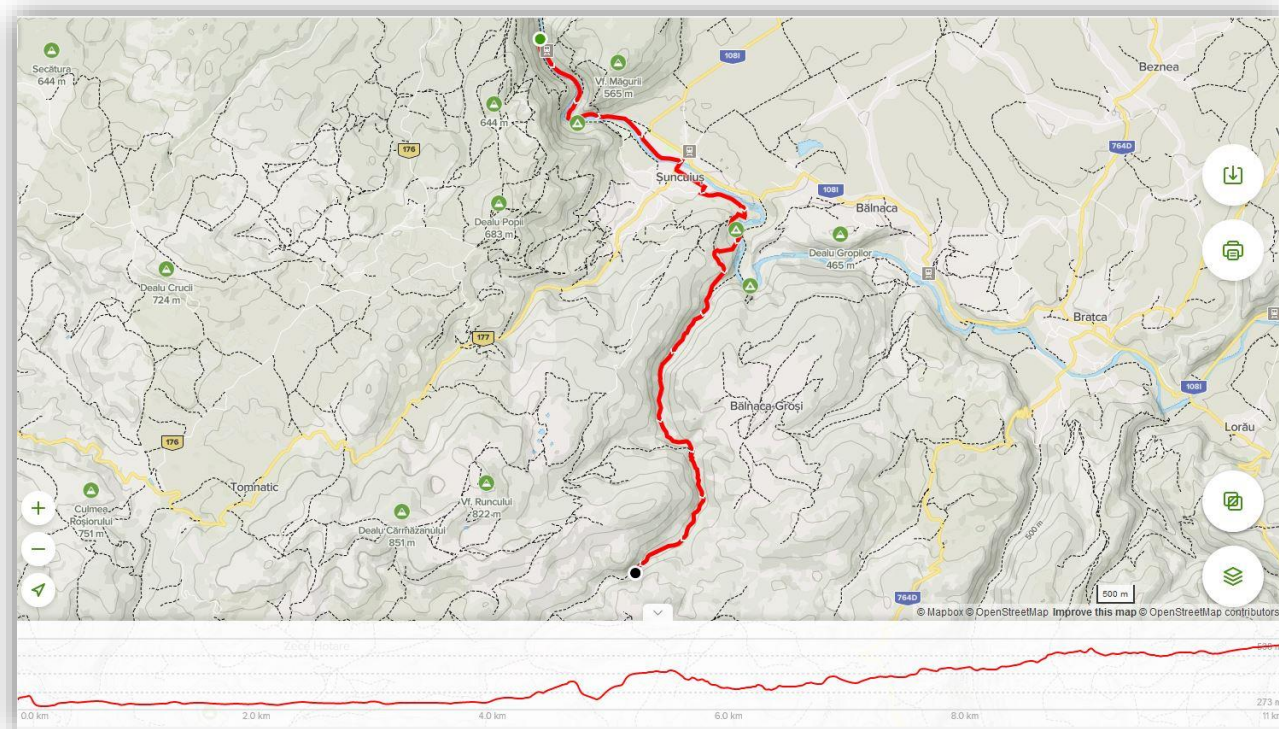 Secătura
644 m
Vf. Măgurii
565 m
108I
Beznea
644 m
176
764D
Șuncuiuș
108I
Bălnaca
Dealu Popii
683 m
Dealu Gropilor
465 m
Dealu Crucii
724 m
177
Bratca
108I
Bălnaca-Groși
Lorău
176
Tomnatic
Vf. Runcului
822 m
Culmea
Roșiorului
751 m
Dealu Cărmăzanului
851 m
500 m
500 m
764D
© Mapbox © OpenStreetMap Improve this map © OpenStreetMap contributors
Zece Hotare
273 m
0.0 km 2.0 km 4.0 km 6.0 km 8.0 km 11 km